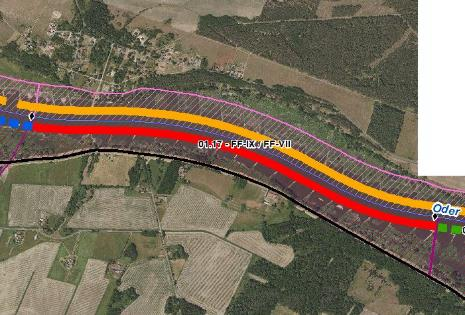 01.17 - FF-IX / FF-VII
Oder